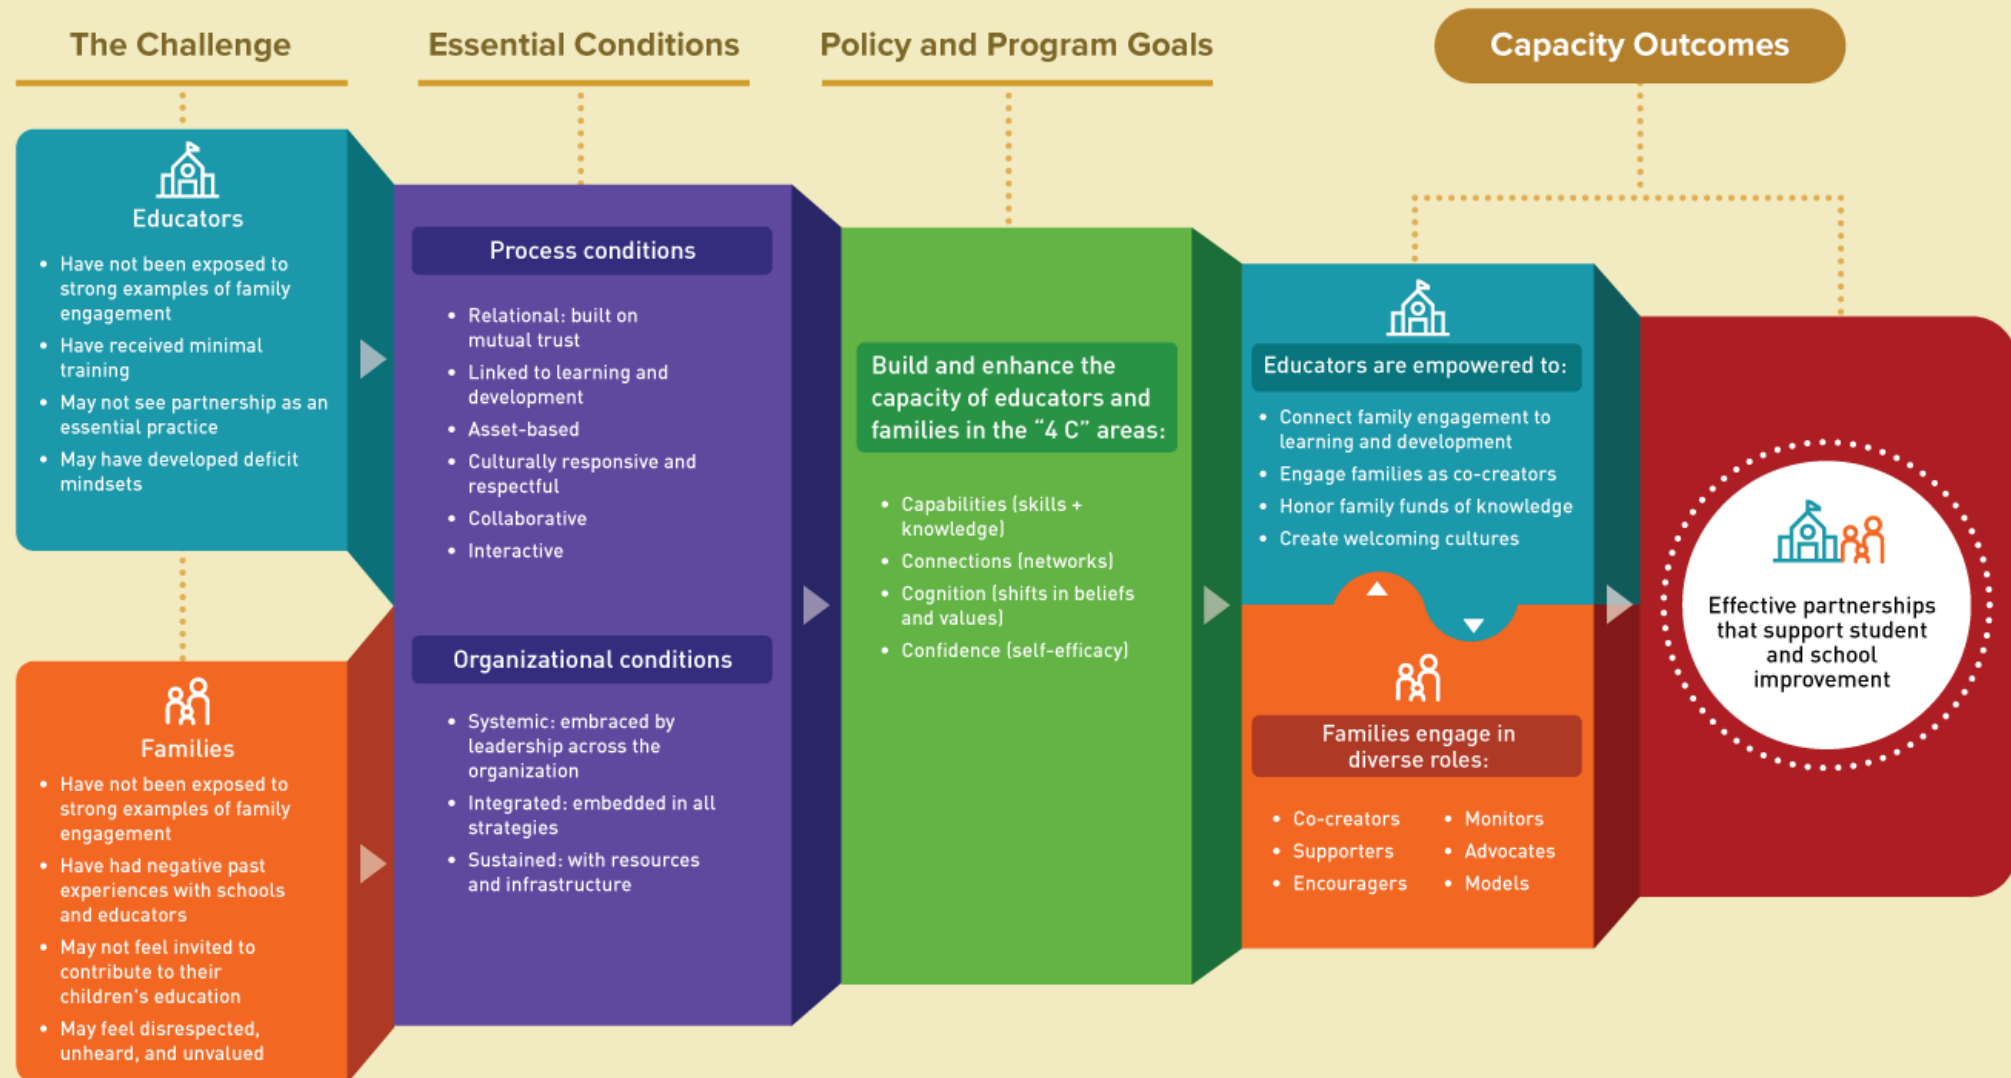 The Challenge
Essential Conditions
Policy and Program Goals
Capacity Outcomes
Educators
• Have not been exposed to
strong examples of family
engagement
• Have received minimal
training
• May not see partnership as an
essential practice
• May have developed deficit
mindsets
Families
• Have not been exposed to
strong examples of family
engagement
• Have had negative past
experiences with schools
and educators
• May not feel invited to
contribute to their
children's education
• May feel disrespected,
unheard, and unvalued
Process conditions
• Relational: built on
mutual trust
• Linked to learning and
development
• Asset-based
• Culturally responsive and
respectful
• Collaborative
• Interactive
Organizational conditions
• Systemic: embraced by
leadership across the
organization
• Integrated: embedded in all
strategies
• Sustained: with resources
and infrastructure
Build and enhance the
capacity of educators and
families in the “4 C” areas:
• Capabilities (skills +
knowledge)
• Connections (networks)
• Cognition (shifts in beliefs
and values)
• Confidence (self-efficacy)
Educators are empowered to:
• Connect family engagement to
learning and development
• Engage families as co-creators
• Honor family funds of knowledge
• Create welcoming cultures
Families engage in
diverse roles:
• Co-creators
• Supporters
• Encouragers
• Monitors
• Advocates
• Models
Effective partnerships
that support student
and school
improvement